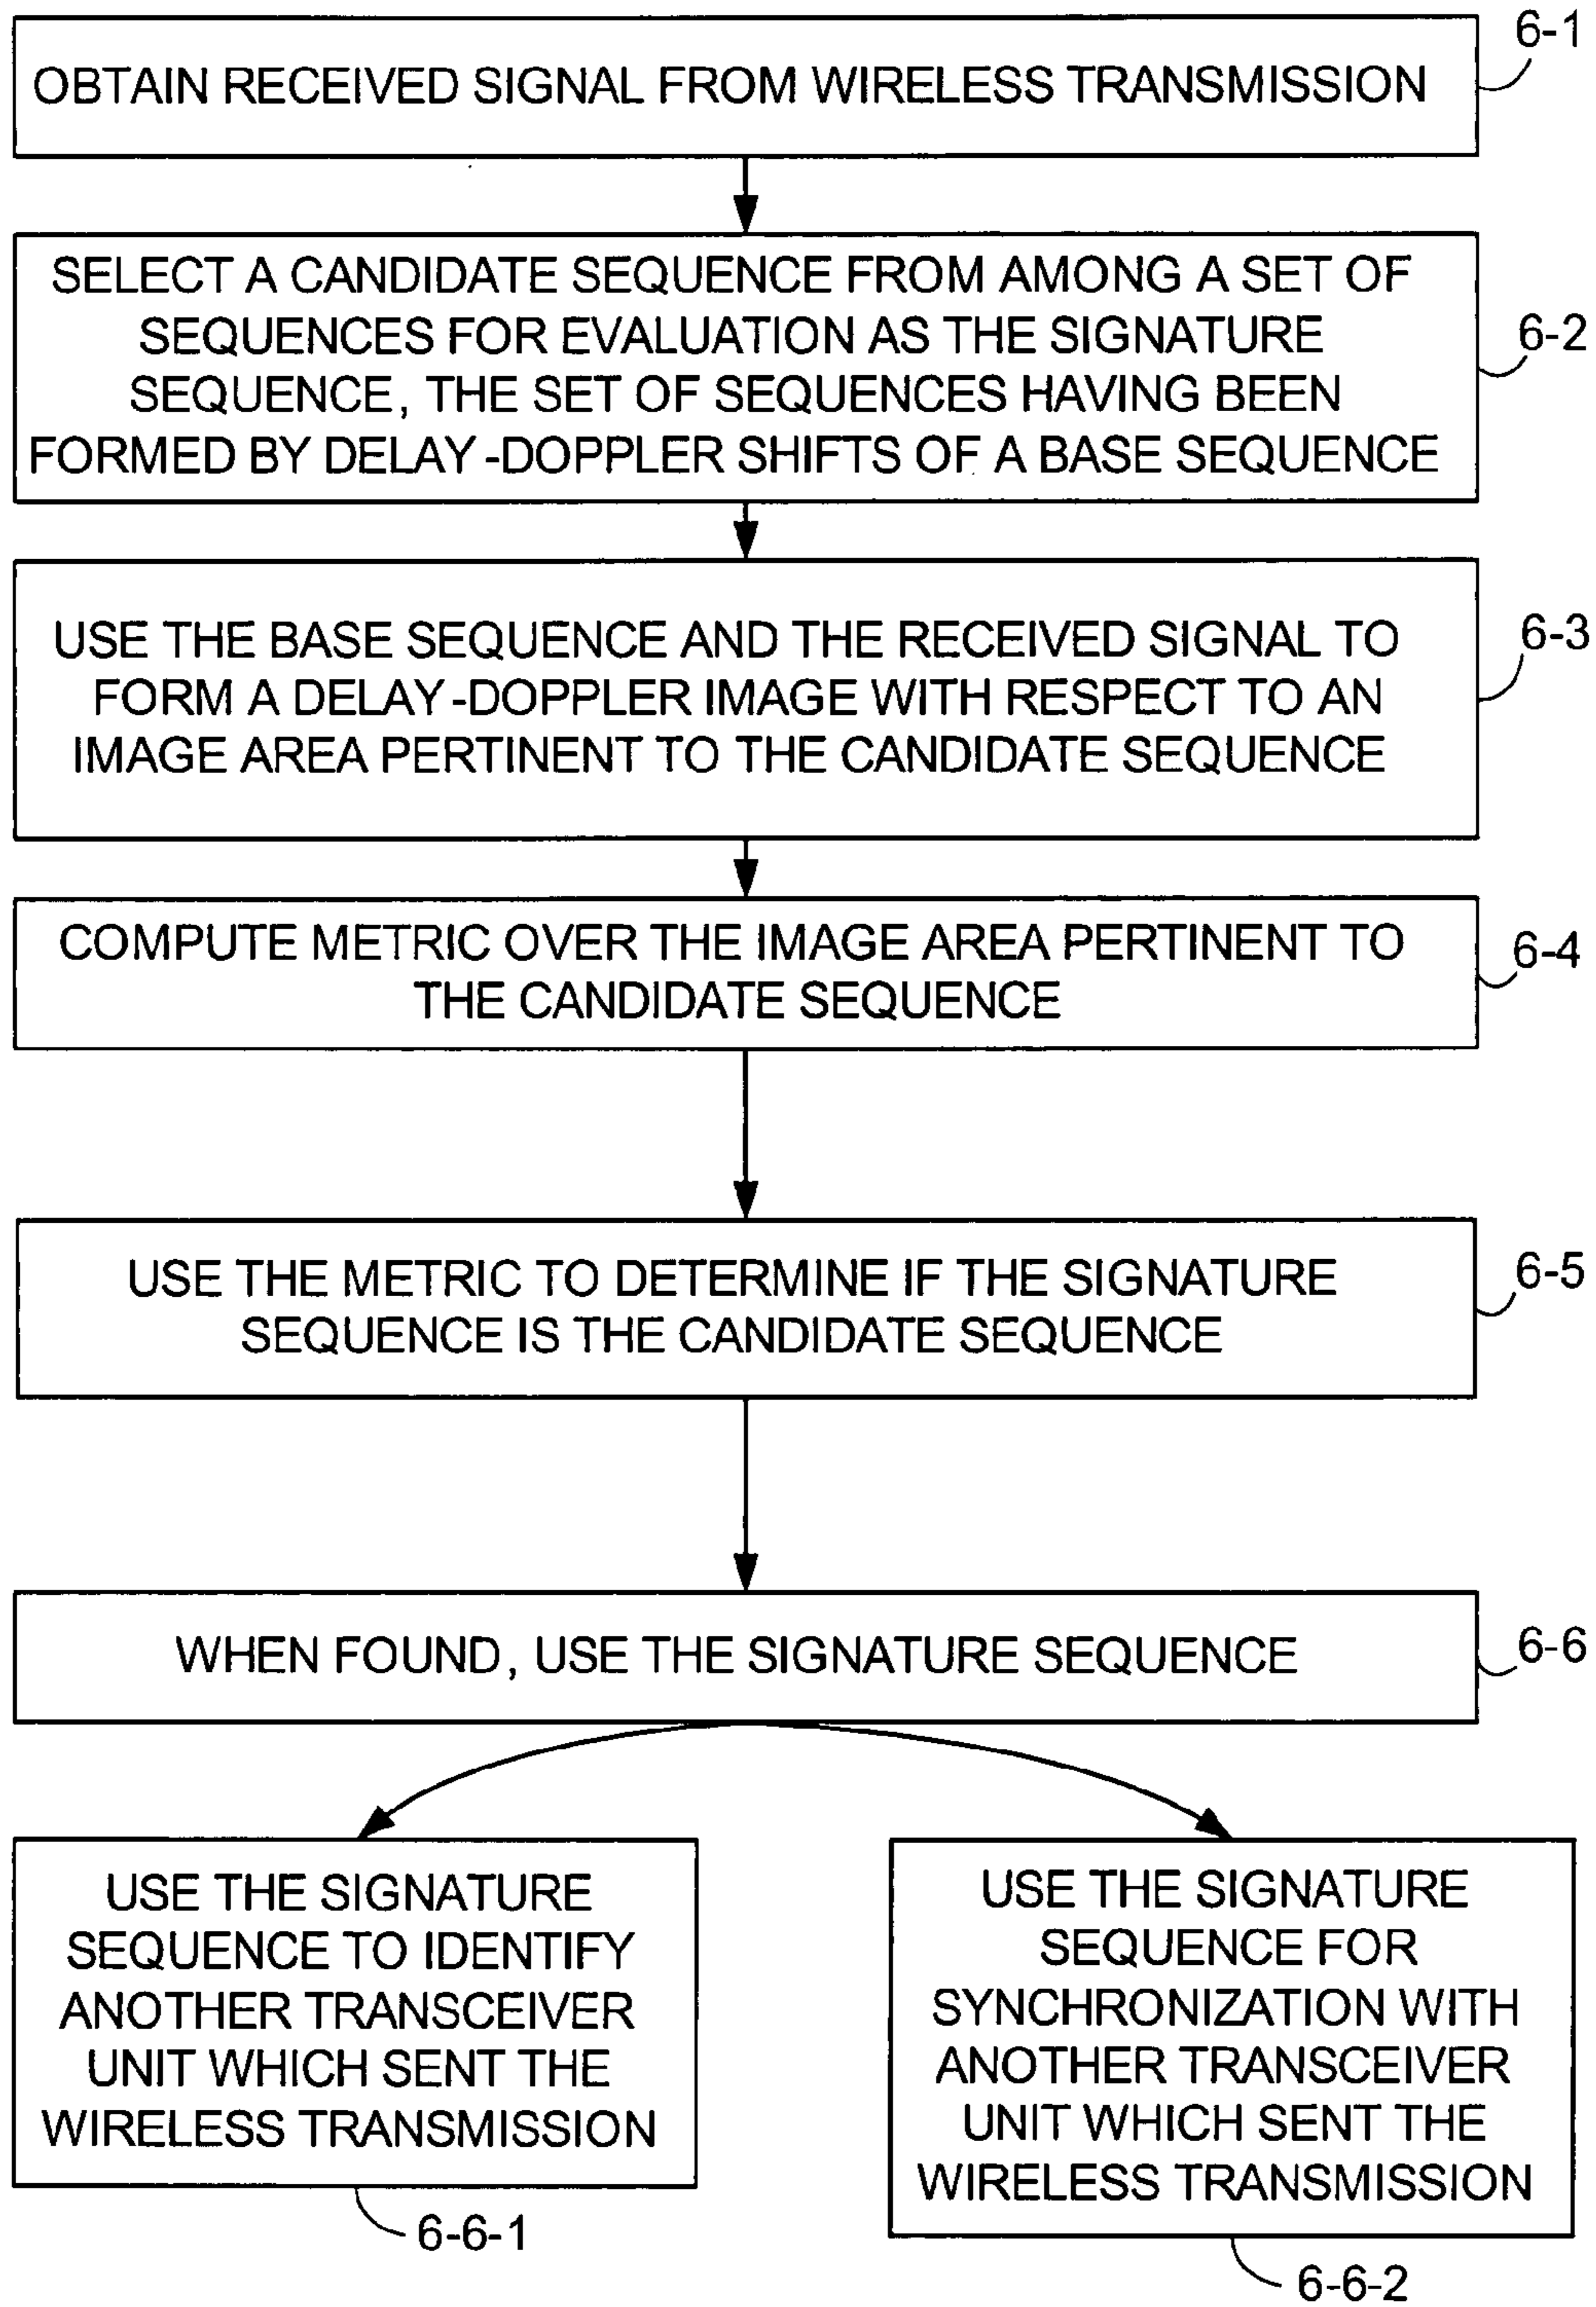 6-1
OBTAIN RECEIVED SIGNAL FROM WIRELESS TRANSMISSION
SELECT A CANDIDATE SEQUENCE FROM AMONG A SET OF
SEQUENCES FOR EVALUATION AS THE SIGNATURE
6-2
SEQUENCE, THE SET OF SEQUENCES HAVING BEEN
FORMED BY DELAY-DOPPLER SHIFTS OF A BASE SEQUENCE
USE THE BASE SEQUENCE AND THE RECEIVED SIGNAL TO
6-3
FORM A DELAY-DOPPLER IMAGE WITH RESPECT TO AN
IMAGE AREA PERTINENT TO THE CANDIDATE SEQUENCE
COMPUTE METRIC OVER THE IMAGE AREA PERTINENT TO
6-4
THE CANDIDATE SEQUENCE
USE THE METRIC TO DETERMINE IF THE SIGNATURE
6-5
SEQUENCE IS THE CANDIDATE SEQUENCE
WHEN FOUND, USE THE SIGNATURE SEQUENCE
6-6
USE THE SIGNATURE
SEQUENCE TO IDENTIFY
ANOTHER TRANSCEIVER
UNIT WHICH SENT THE
WIRELESS TRANSMISSION
6-6-1
USE THE SIGNATURE
SEQUENCE FOR
SYNCHRONIZATION WITH
ANOTHER TRANSCEIVER
UNIT WHICH SENT THE
WIRELESS TRANSMISSION
6-6-2